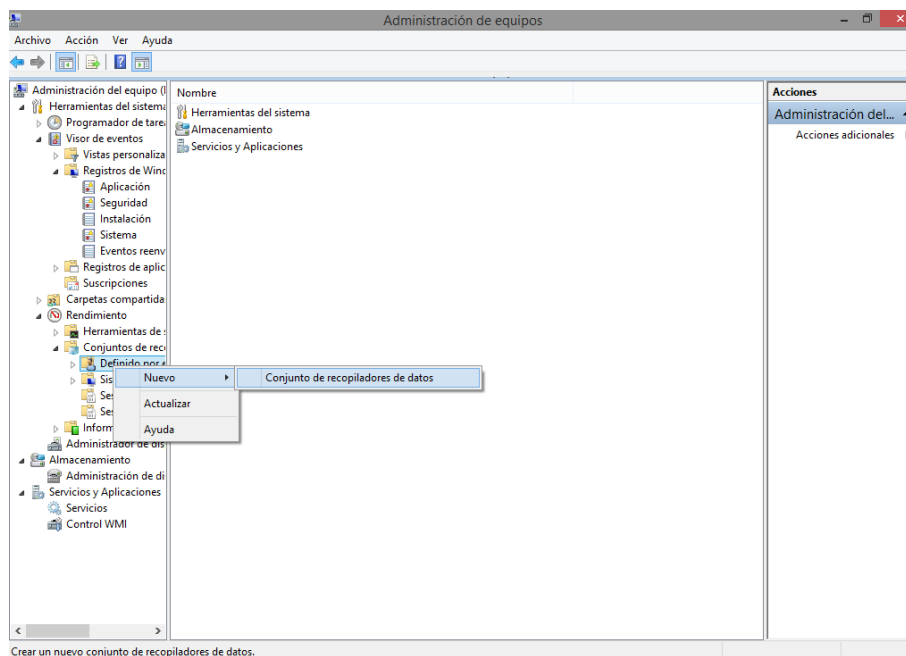 Administración de equipos
Archivo Acción Ver Ayuda
Administración del equipo (l
Herramientas del sistema
Programador de tarea
Visor de eventos
Vistas personaliza
Registros de Wind
Aplicación
Seguridad
Instalación
Sistema
Eventos reenv
Registros de aplic
Suscripciones
Carpetas compartida
Rendimiento
Herramientas de s
Conjuntos de reco
Definido por e
Sis
Ses
Ses
Inform
Administrador de dis
Almacenamiento
Administración de di
Servicios y Aplicaciones
Servicios
Control WMI
Nombre
Herramientas del sistema
Almacenamiento
Servicios y Aplicaciones
Nuevo
Conjunto de recopiladores de datos
Actualizar
Ayuda
Acciones
Administración del...
Acciones adicionales
Crear un nuevo conjunto de recopiladores de datos.